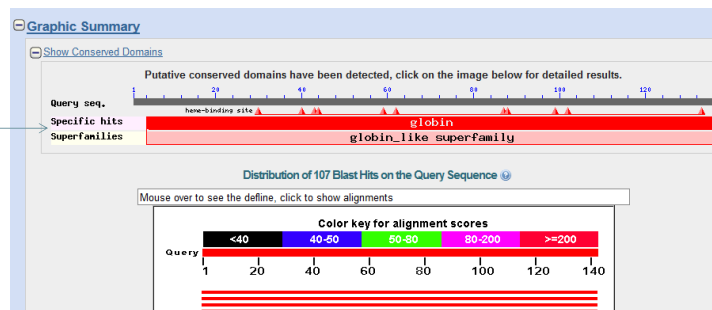 Graphic Summary
Show Conserved Domains
Putative conserved domains have been detected, click on the image below for detailed results.
1 20 40 60 80 100 120
Query seq.
heme-binding site
Specific hits globin
Superfamilies globin_like superfamily
Distribution of 107 Blast Hits on the Query Sequence
Mouse over to see the defline, click to show alignments
Color key for alignment scores
<40 40-50 50-80 80-200 >=200
Query
1 20 40 60 80 100 120 140